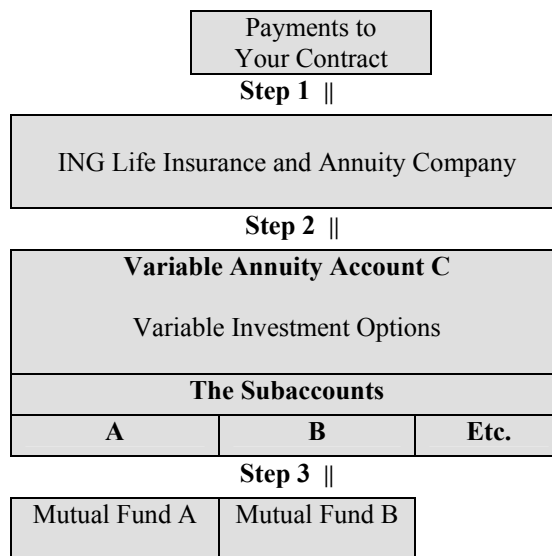 Payments to
Your Contract
Step 1 ||
ING Life Insurance and Annuity Company
Step 2 ||
Variable Annuity Account C
Variable Investment Options
The Subaccounts
A B Etc.
Step 3 ||
Mutual Fund A Mutual Fund B